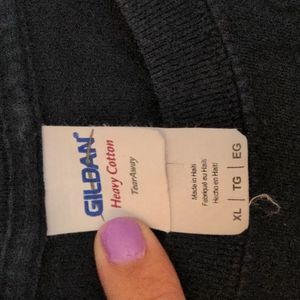 GILDAN
Heavy Cotton
TearAway
Made in Haiti
Fabriqué au Haïti
Hecho en Haití
XL | TG | EG